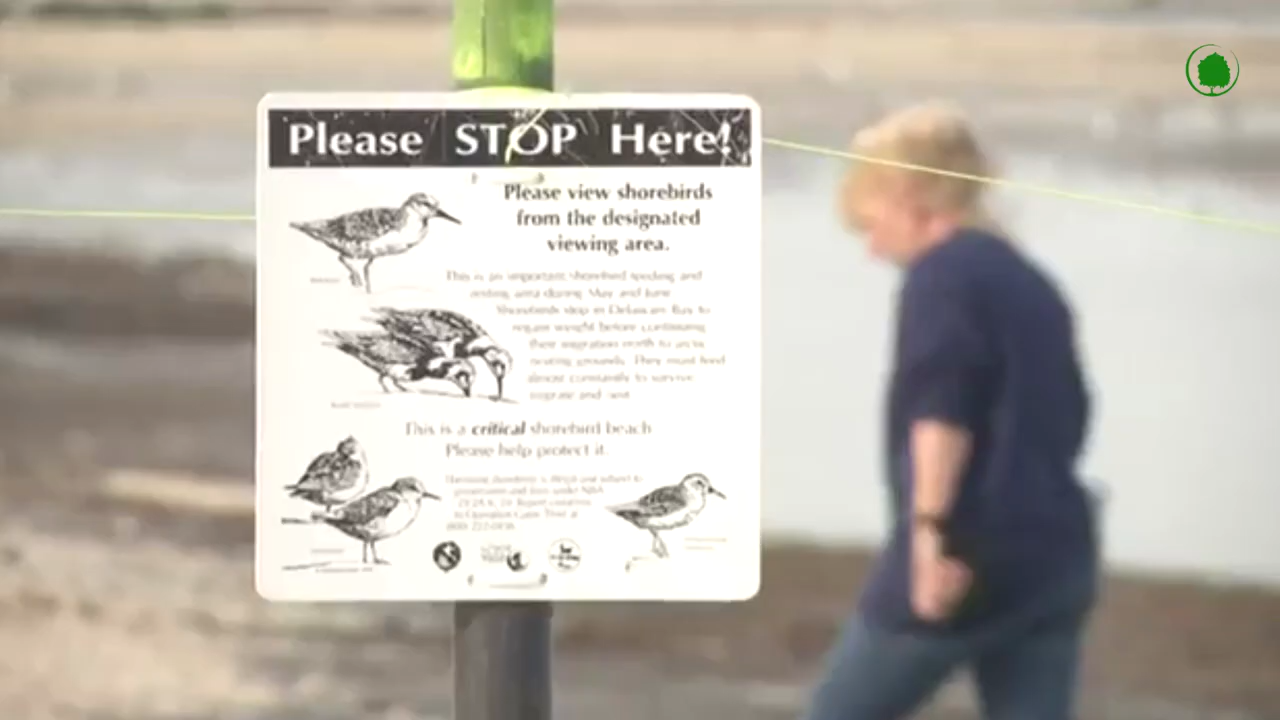 Please STOP Here!
Please view shorebirds
from the designated
viewing area.
This is an important shorebird feeding and
resting area during May and June.
Shorebirds stop in Delaware Bay to
regain weight before continuing
their migration north to arctic
nesting grounds. They must feed
almost constantly to survive
migrate and nest.
This is a critical shorebird beach
Please help protect it.